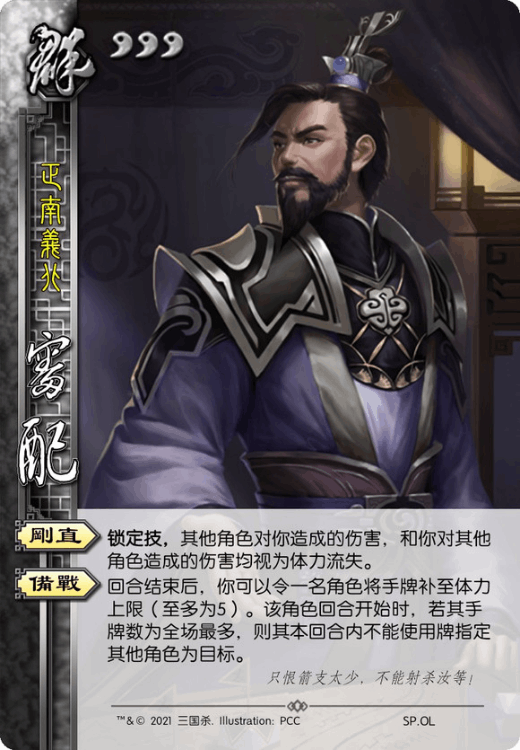 群
正南義北
審配
剛直
锁定技，其他角色对你造成的伤害，和你对其他
角色造成的伤害均视为体力流失。
備戰
回合结束后，你可以令一名角色将手牌补至体力
上限（至多为5）。该角色回合开始时，若其手
牌数为全场最多，则其本回合内不能使用牌指定
其他角色为目标。
只恨箭支太少，不能射杀汝等！
™&© 2021 三国杀. Illustration: PCC
SP.OL